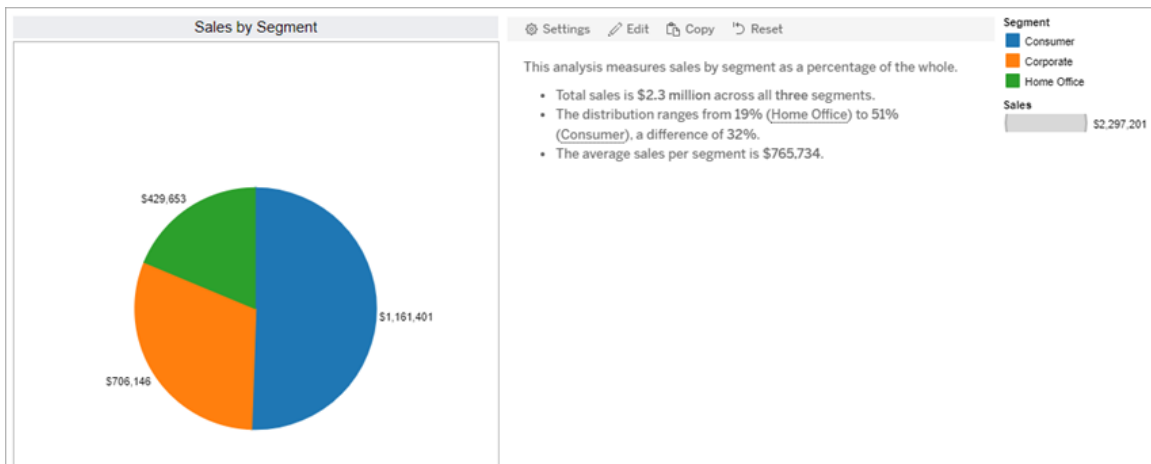 Sales by Segment
$429,653
$1,161,401
$706,146
Settings Edit Copy Reset
This analysis measures sales by segment as a percentage of the whole.
• Total sales is $2.3 million across all three segments.
• The distribution ranges from 19% (Home Office) to 51%
(Consumer), a difference of 32%.
• The average sales per segment is $765,734.
Segment
Consumer
Corporate
Home Office
Sales
$2,297,201